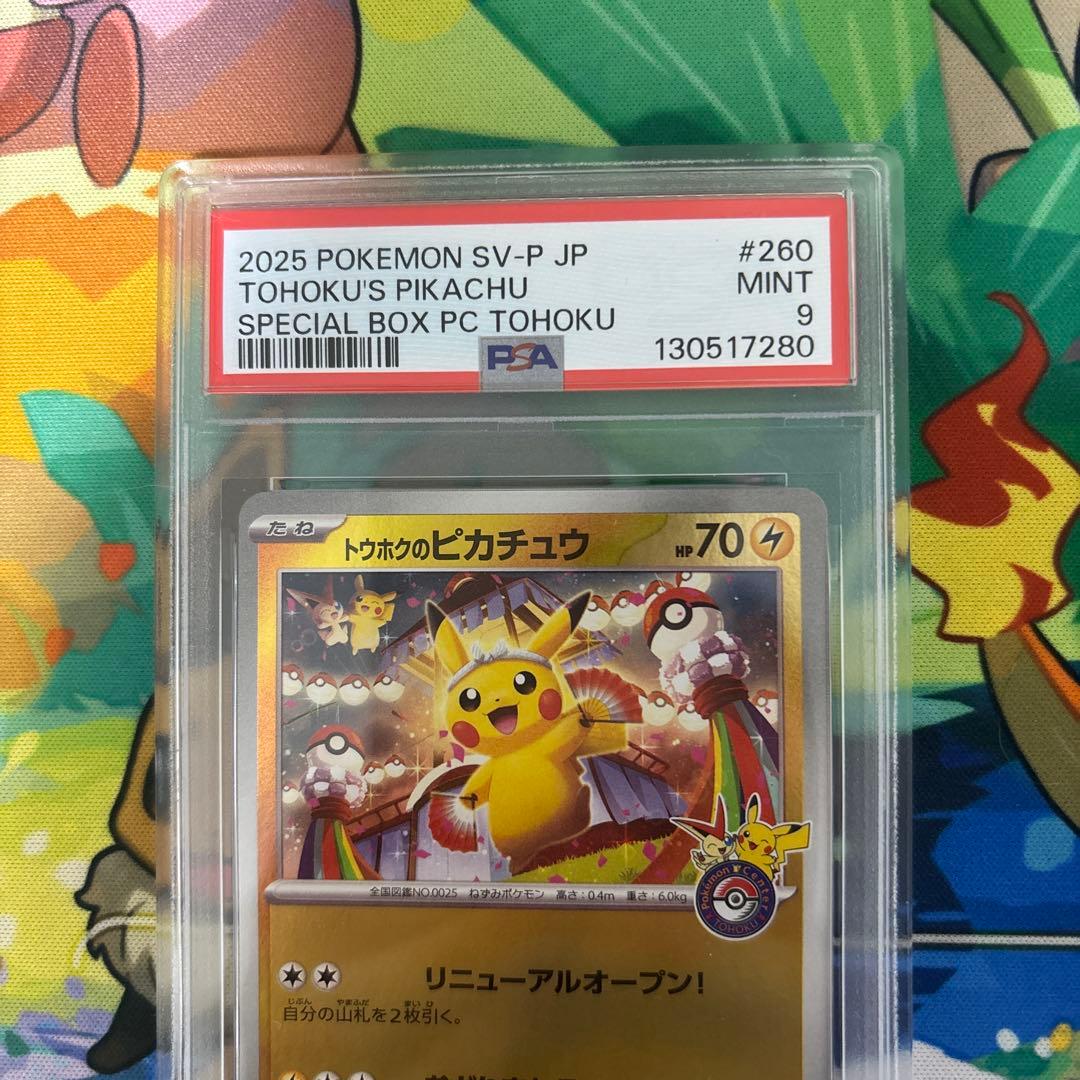 2025 POKEMON SV-P JP #260
TOHOKU'S PIKACHU MINT
SPECIAL BOX PC TOHOKU 9
PSA 130517280
たね トウホクのピカチュウ HP 70
全国図鑑NO.0025 ねずみポケモン 高さ：0.4m 重さ：6.0kg
Pokémon Center
TOHOKU
リニューアルオープン！
じぶん やまふだ まい ひ
自分の山札を2枚引く。